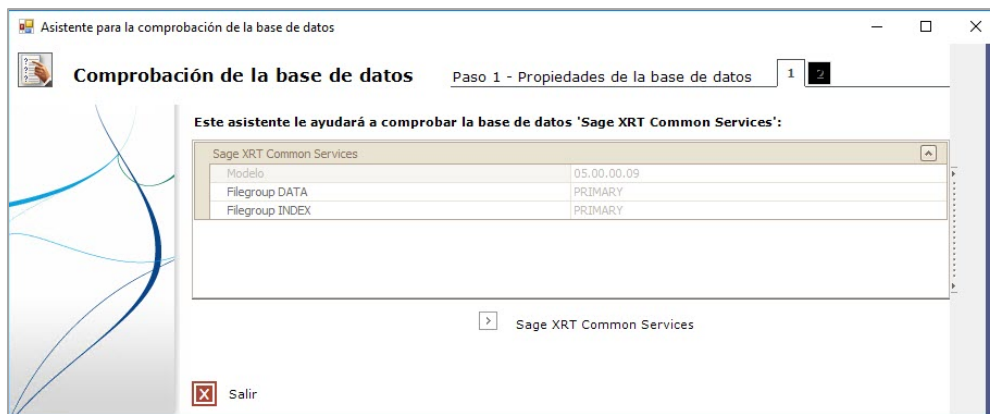 Asistente para la comprobación de la base de datos
Comprobación de la base de datos
Paso 1 - Propiedades de la base de datos
1
2
Este asistente le ayudará a comprobar la base de datos 'Sage XRT Common Services':
Sage XRT Common Services
Modelo 05.00.00.09
Filegroup DATA PRIMARY
Filegroup INDEX PRIMARY
Sage XRT Common Services
Salir